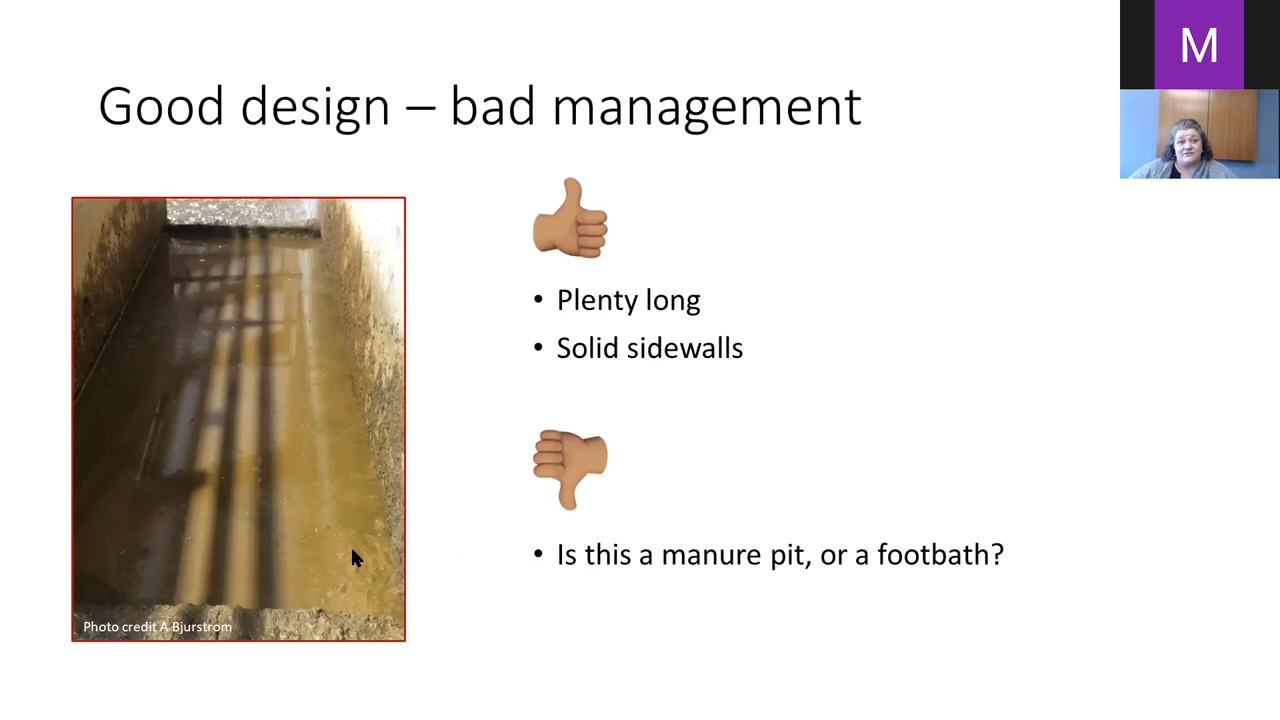 M
Good design – bad management
• Plenty long
• Solid sidewalls
• Is this a manure pit, or a footbath?
Photo credit A Bjurstrom